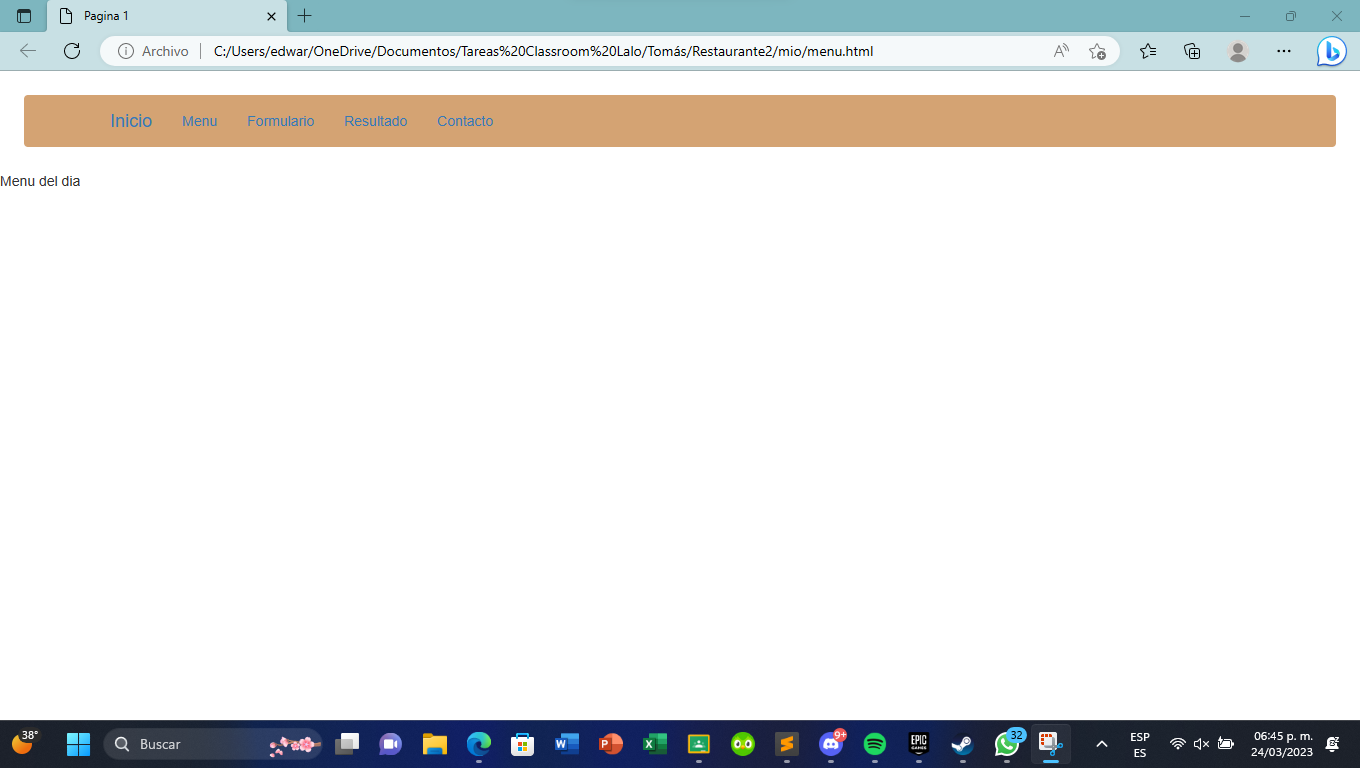 Pagina 1
Archivo
C:/Users/edwar/OneDrive/Documentos/Tareas%20Classroom%20Lalo/Tomás/Restaurante2/mio/menu.html
Inicio Menu Formulario Resultado Contacto
Menu del dia
38°
Buscar
9+
EPIC GAMES
32
ESP
ES
06:45 p. m.
24/03/2023